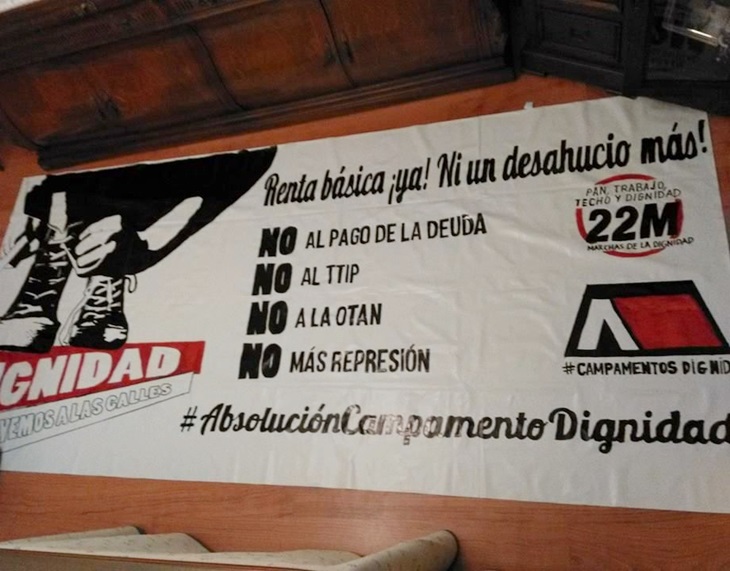 Renta básica ¡ya! Ni un desahucio más!
NO AL PAGO DE LA DEUDA
NO AL TTIP
NO A LA OTAN
NO MÁS REPRESIÓN
PAN, TRABAJO,
TECHO Y DIGNIDAD
22M
MARCHAS DE LA DIGNIDAD
#CAMPAMENTOS DIGNID
IGNIDAD
VEMOS A LAS CALLES
#AbsoluciónCampamentoDignidad